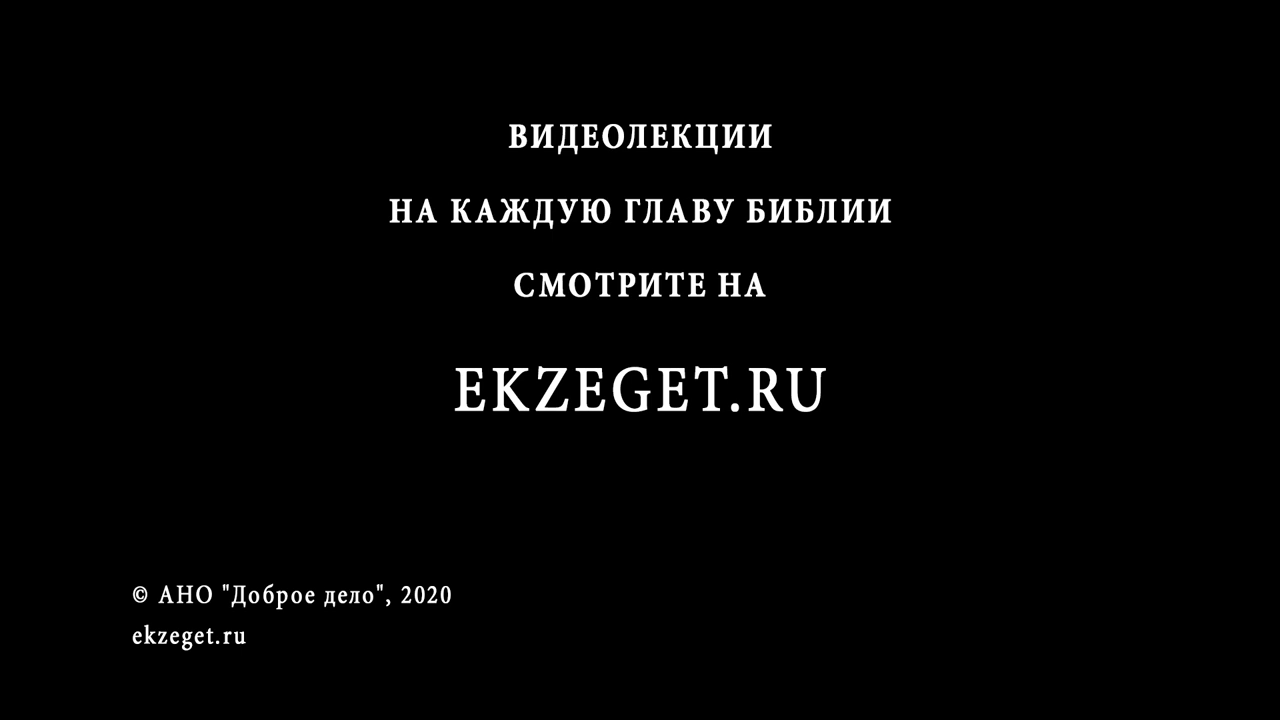 ВИДЕОЛЕКЦИИ
НА КАЖДУЮ ГЛАВУ БИБЛИИ
СМОТРИТЕ НА
EKZEGET.RU
© АНО "Доброе дело", 2020
ekzeget.ru